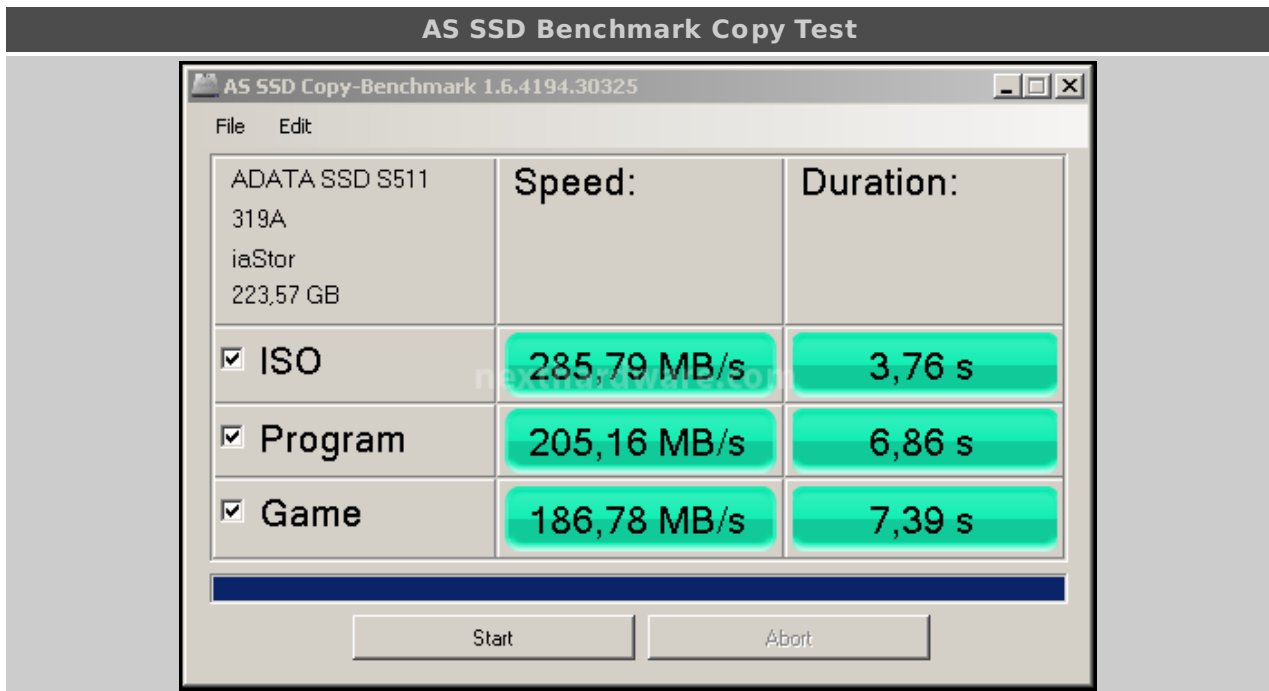 AS SSD Benchmark Copy Test
AS SSD Copy-Benchmark 1.6.4194.30325
File Edit
ADATA SSD S511
319A
iaStor
223,57 GB
Speed:
Duration:
ISO 285,79 MB/s 3,76 s
nexthardware.com
Program 205,16 MB/s 6,86 s
Game 186,78 MB/s 7,39 s
Start Abort